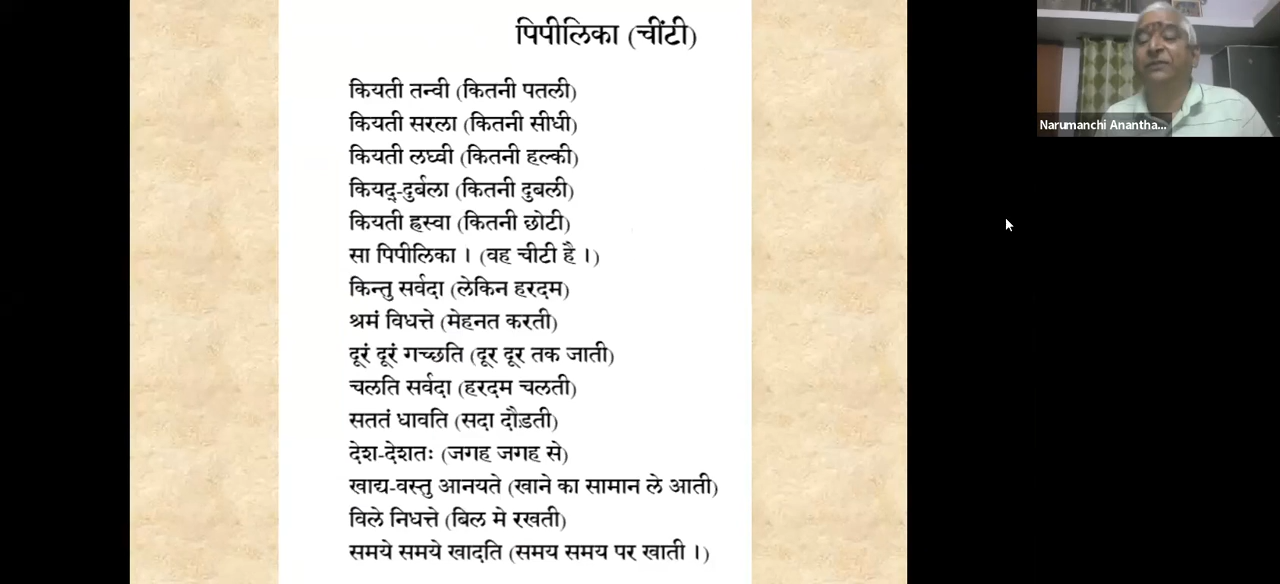 पिपीलिका (चींटी)
कियती तन्वी (कितनी पतली)
कियती सरला (कितनी सीधी)
कियती लघ्वी (कितनी हल्की)
कियद्-दुर्बला (कितनी दुबली)
कियती ह्रस्वा (कितनी छोटी)
सा पिपीलिका । (वह चीटी है ।)
किन्तु सर्वदा (लेकिन हरदम)
श्रमं विधत्ते (मेहनत करती)
दूरं दूरं गच्छति (दूर दूर तक जाती)
चलति सर्वदा (हरदम चलती)
सततं धावति (सदा दौड़ती)
देश-देशतः (जगह जगह से)
खाद्य-वस्तु आनयते (खाने का सामान ले आती)
विले निधत्ते (बिल मे रखती)
समये समये खादति (समय समय पर खाती ।)
Narumanchi Anantha...